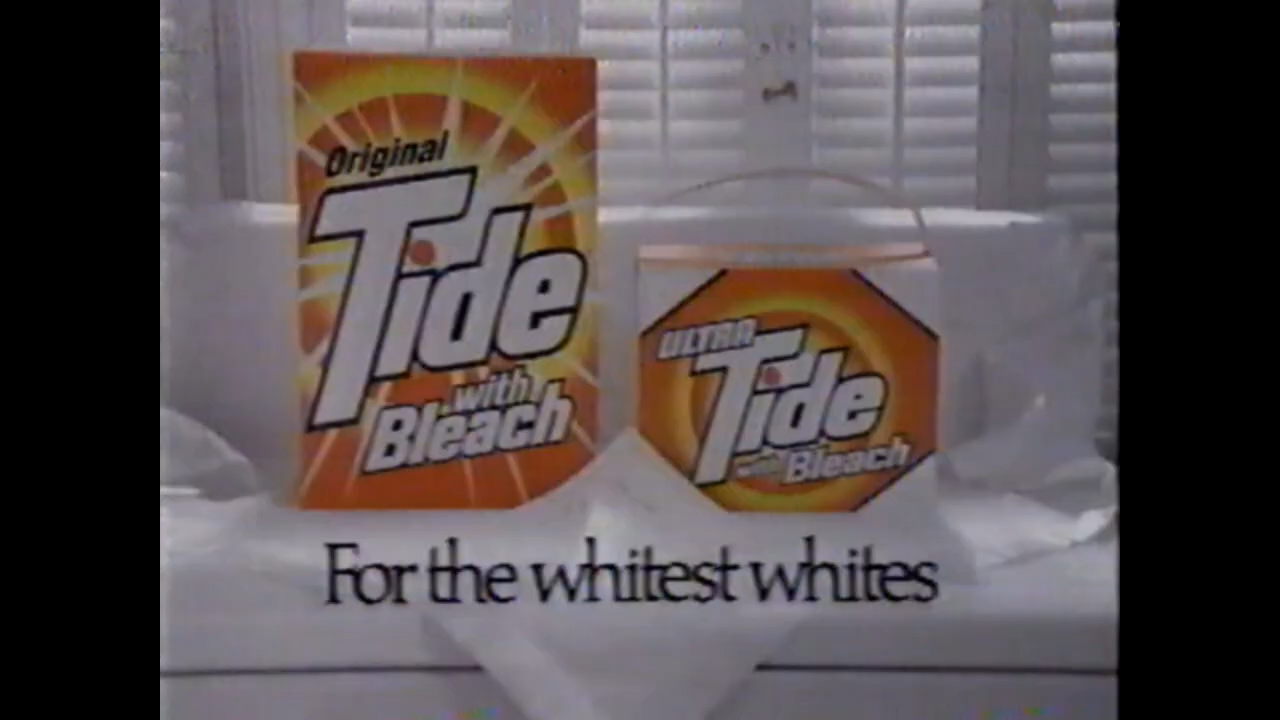 Original
Tide
with
Bleach
ULTRA
Tide
with Bleach
For the whitest whites